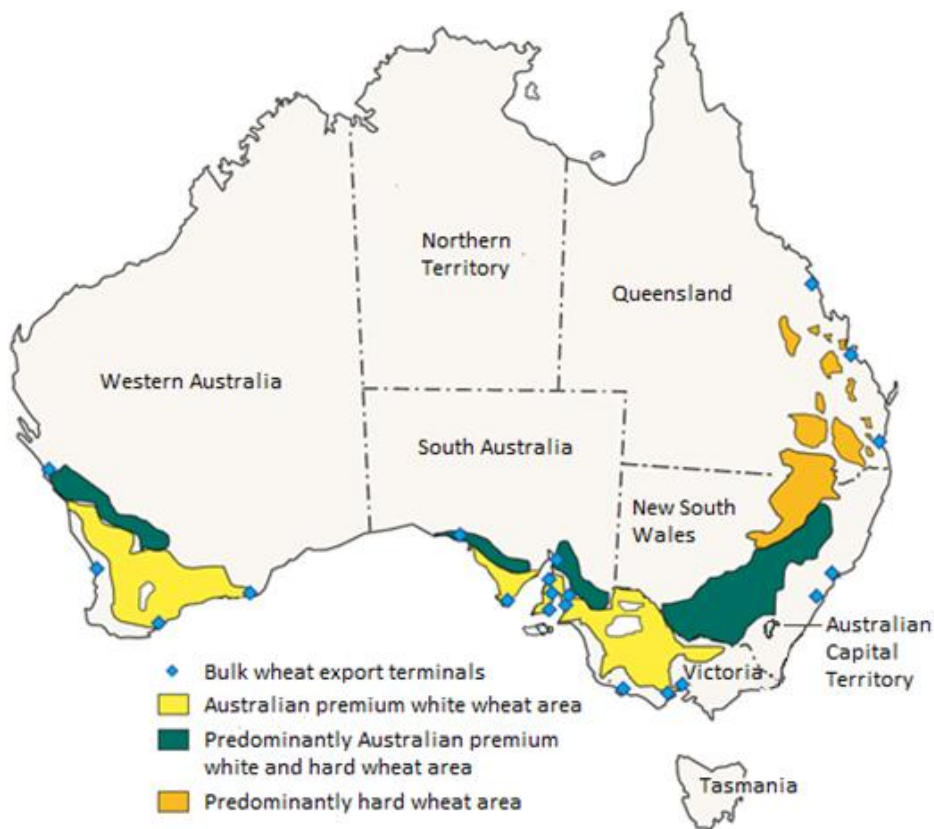 Northern
Territory
Queensland
Western Australia
South Australia
New South
Wales
Australian
Capital
Territory
Victoria
Bulk wheat export terminals
Australian premium white wheat area
Predominantly Australian premium
white and hard wheat area
Predominantly hard wheat area
Tasmania